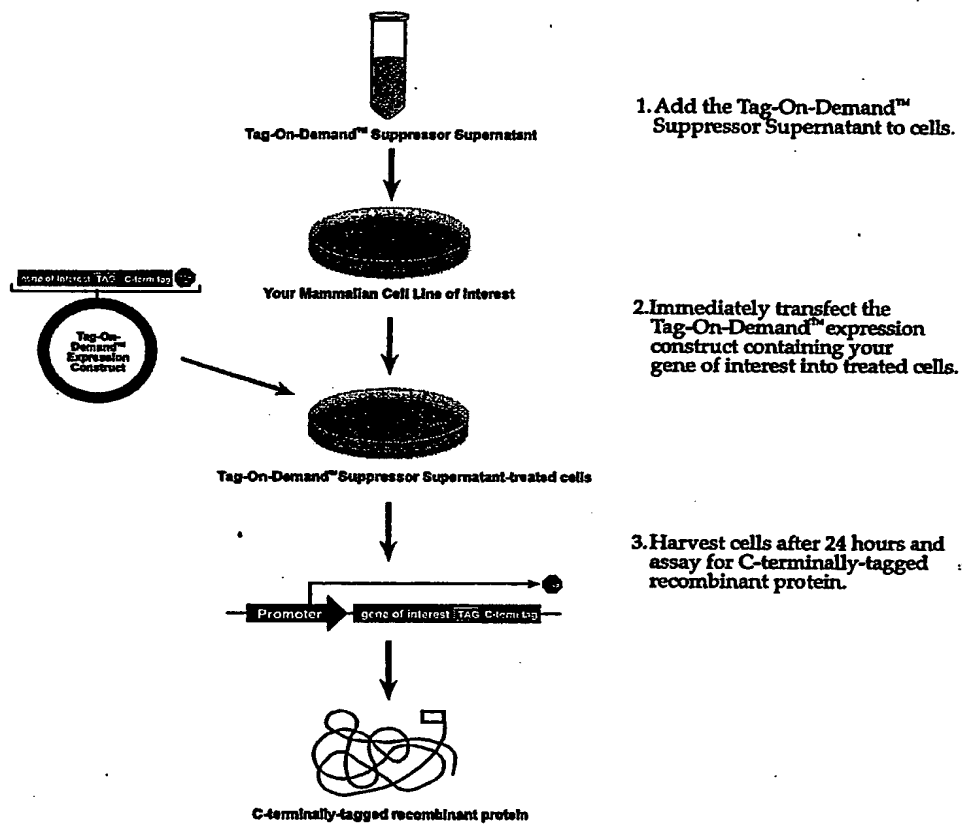 Tag-On-Demand™ Suppressor Supernatant
1. Add the Tag-On-Demand™
Suppressor Supernatant to cells.
Your Mammalian Cell Line of Interest
gene of interest TAG C-term tag
Tag-On-
Demand™
Expression
Construct
2.Immediately transfect the
Tag-On-Demand™ expression
construct containing your
gene of interest into treated cells.
Tag-On-Demand™ Suppressor Supernatant-treated cells
3.Harvest cells after 24 hours and
assay for C-terminally-tagged
recombinant protein.
Promoter gene of interest TAG C-term tag
C-terminally-tagged recombinant protein